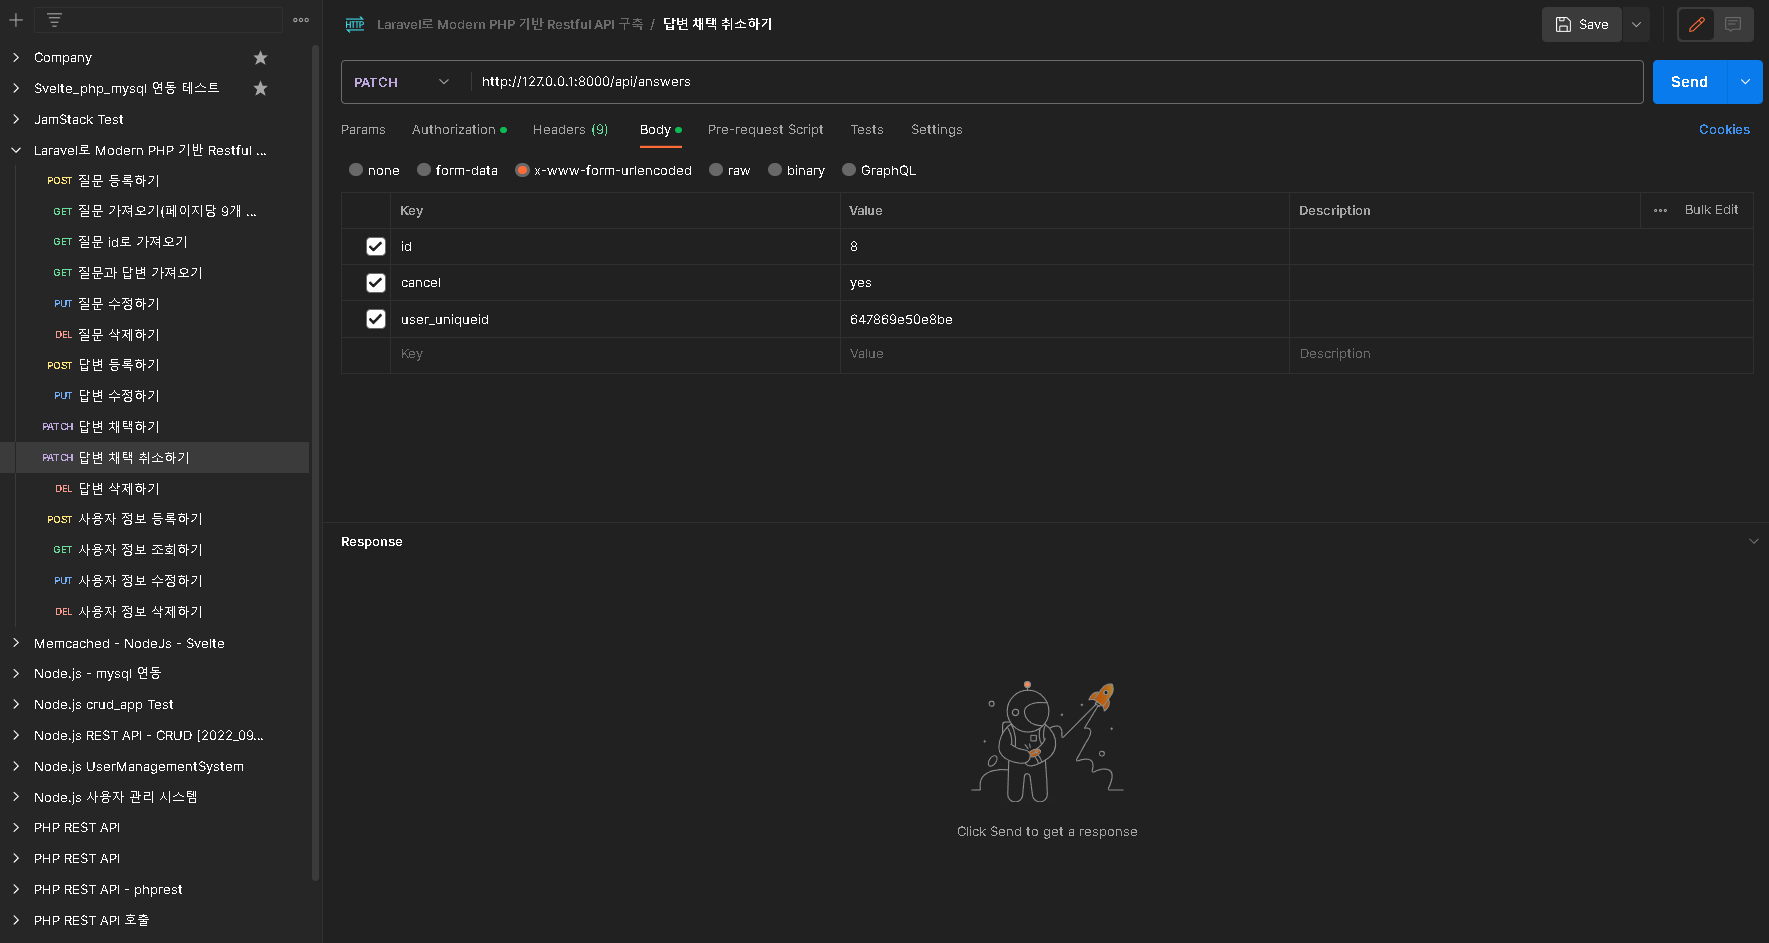 Company
Svelte_php_mysql 연동 테스트
JamStack Test
Laravel로 Modern PHP 기반 Restful ...
POST 질문 등록하기
GET 질문 가져오기(페이지당 9개 ...
GET 질문 id로 가져오기
GET 질문과 답변 가져오기
PUT 질문 수정하기
DEL 질문 삭제하기
POST 답변 등록하기
PUT 답변 수정하기
PATCH 답변 채택하기
PATCH 답변 채택 취소하기
DEL 답변 삭제하기
POST 사용자 정보 등록하기
GET 사용자 정보 조회하기
PUT 사용자 정보 수정하기
DEL 사용자 정보 삭제하기
Memcached - NodeJs - Svelte
Node.js - mysql 연동
Node.js crud_app Test
Node.js REST API - CRUD [2022_09...
Node.js UserManagementSystem
Node.js 사용자 관리 시스템
PHP REST API
PHP REST API
PHP REST API - phprest
PHP REST API 호출
HTTP Laravel로 Modern PHP 기반 Restful API 구축 / 답변 채택 취소하기
Save
PATCH http://127.0.0.1:8000/api/answers
Send
Params Authorization Headers (9) Body Pre-request Script Tests Settings Cookies
none form-data x-www-form-urlencoded raw binary GraphQL
Key Value Description Bulk Edit
id 8
cancel yes
user_uniqueid 647869e50e8be
Key Value Description
Response
Click Send to get a response